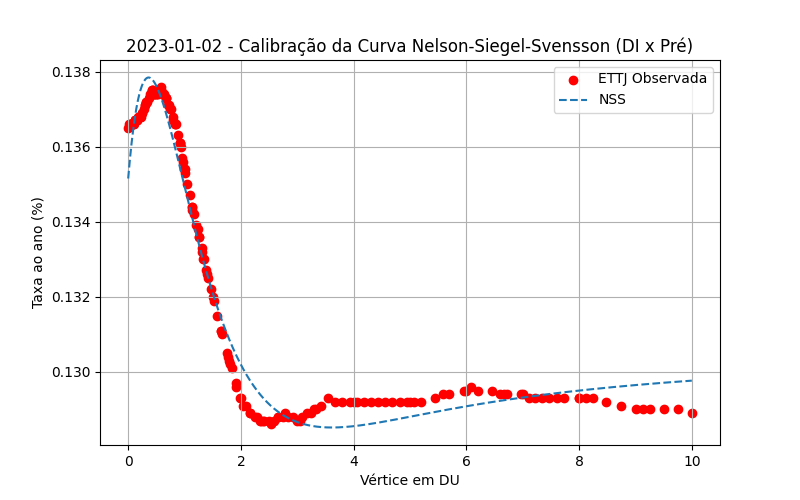 2023-01-02 - Calibração da Curva Nelson-Siegel-Svensson (DI x Pré)
ETTJ Observada
NSS
Taxa ao ano (%)
0.138
0.136
0.134
0.132
0.130
0
2
4
6
8
10
Vértice em DU